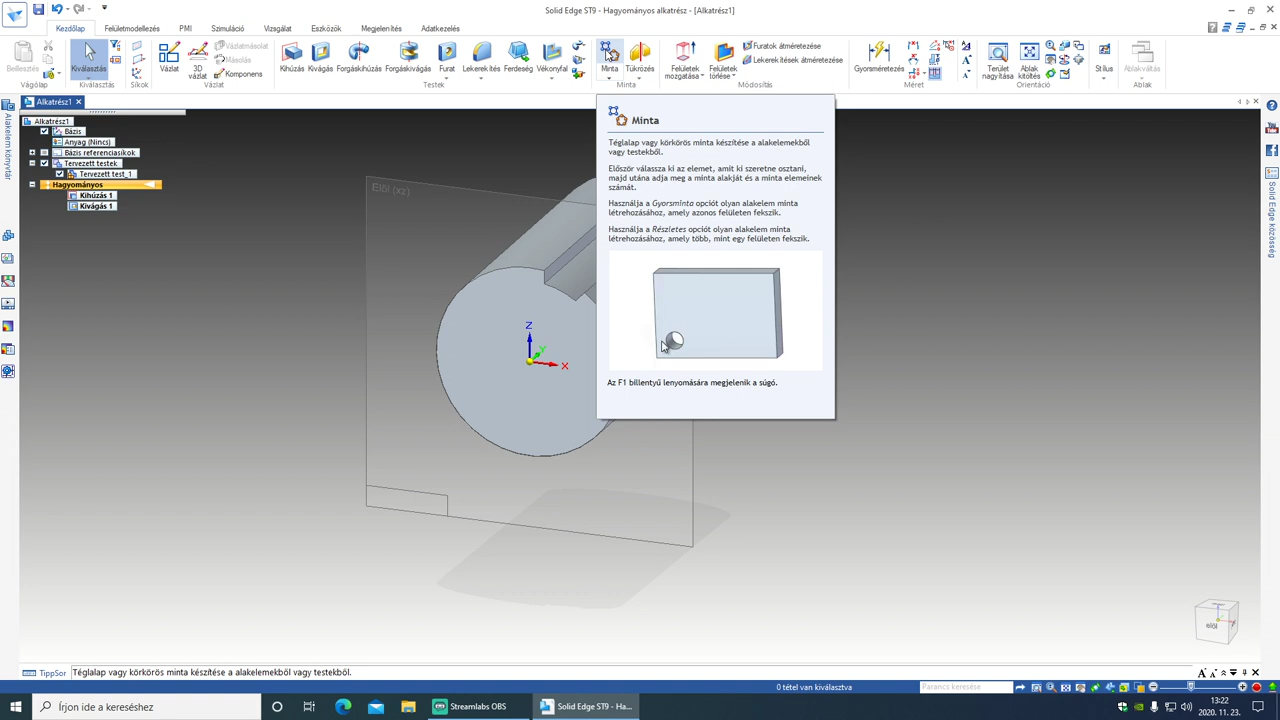 Solid Edge ST9 - Hagyományos alkatrész - [Alkatrész1]
Kezdőlap
Felületmodellezés
PMI
Szimuláció
Vizsgálat
Eszközök
Megjelenítés
Adatkezelés
Beillesztés
Kiválasztás
Vázlat
3D vázlat
Vázlatmásolat
Másolás
Komponens
Kihúzás
Kivágás
Forgáskihúzás
Forgáskivágás
Furat
Lekerekítés
Ferdeség
Vékonyfal
Minta
Tükrözés
Felületek mozgatása
Felületek törlése
Furatok átméretezése
Lekerekítések átméretezése
Gyorsméretezés
Terület nagyítása
Ablak kitöltés
Stílus
Ablakváltás
Vágólap
Kiválasztás
Síkok
Testek
Minta
Módosítás
Méret
Orientáció
Ablak
Alkatrész1
Alkatrész1
Bázis
Anyag (Nincs)
Bázis referenciasíkok
Tervezett testek
Tervezett test_1
Hagyományos
Kihúzás 1
Kivágás 1
Alakelem könyvtár
Solid Edge közösség
Elöl (xz)
Z
Y
X
Minta
Téglalap vagy körkörös minta készítése a alakelemekből
vagy testekből.
Először válassza ki az elemet, amit ki szeretne osztani,
majd utána adja meg a minta alakját és a minta elemeinek
számát.
Használja a Gyorsminta opciót olyan alakelem minta
létrehozásához, amely azonos felületen fekszik.
Használja a Részletes opciót olyan alakelem minta
létrehozásához, amely több, mint egy felületen fekszik.
Az F1 billentyű lenyomására megjelenik a súgó.
elöl
TippSor
Téglalap vagy körkörös minta készítése a alakelemekből vagy testekből.
0 tétel van kiválasztva
Parancs keresése
Írjon ide a kereséshez
Streamlabs OBS
Solid Edge ST9 - Ha...
13:22
2020. 11. 23.